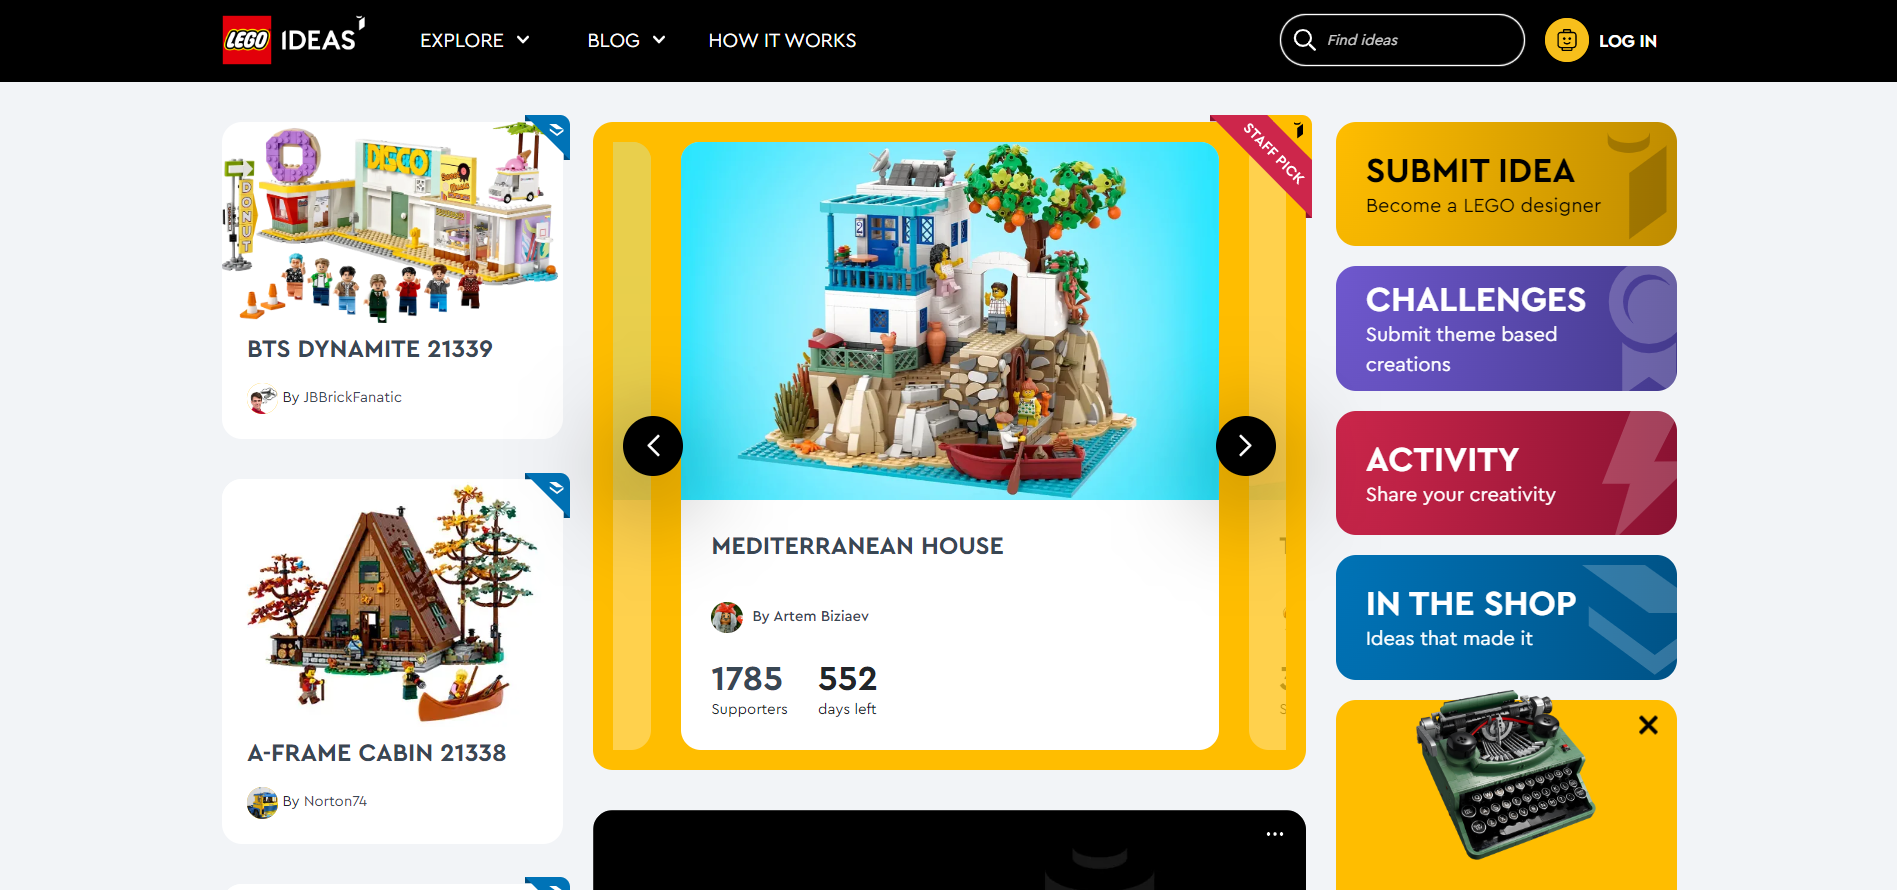 LEGO IDEAS
EXPLORE
BLOG
HOW IT WORKS
Find ideas
LOG IN
DISCO
DONUT
BTS DYNAMITE 21339
By JBBrickFanatic
A-FRAME CABIN 21338
By Norton74
STAFF PICK
2
MEDITERRANEAN HOUSE
By Artem Biziaev
1785
Supporters
552
days left
SUBMIT IDEA
Become a LEGO designer
CHALLENGES
Submit theme based
creations
ACTIVITY
Share your creativity
IN THE SHOP
Ideas that made it